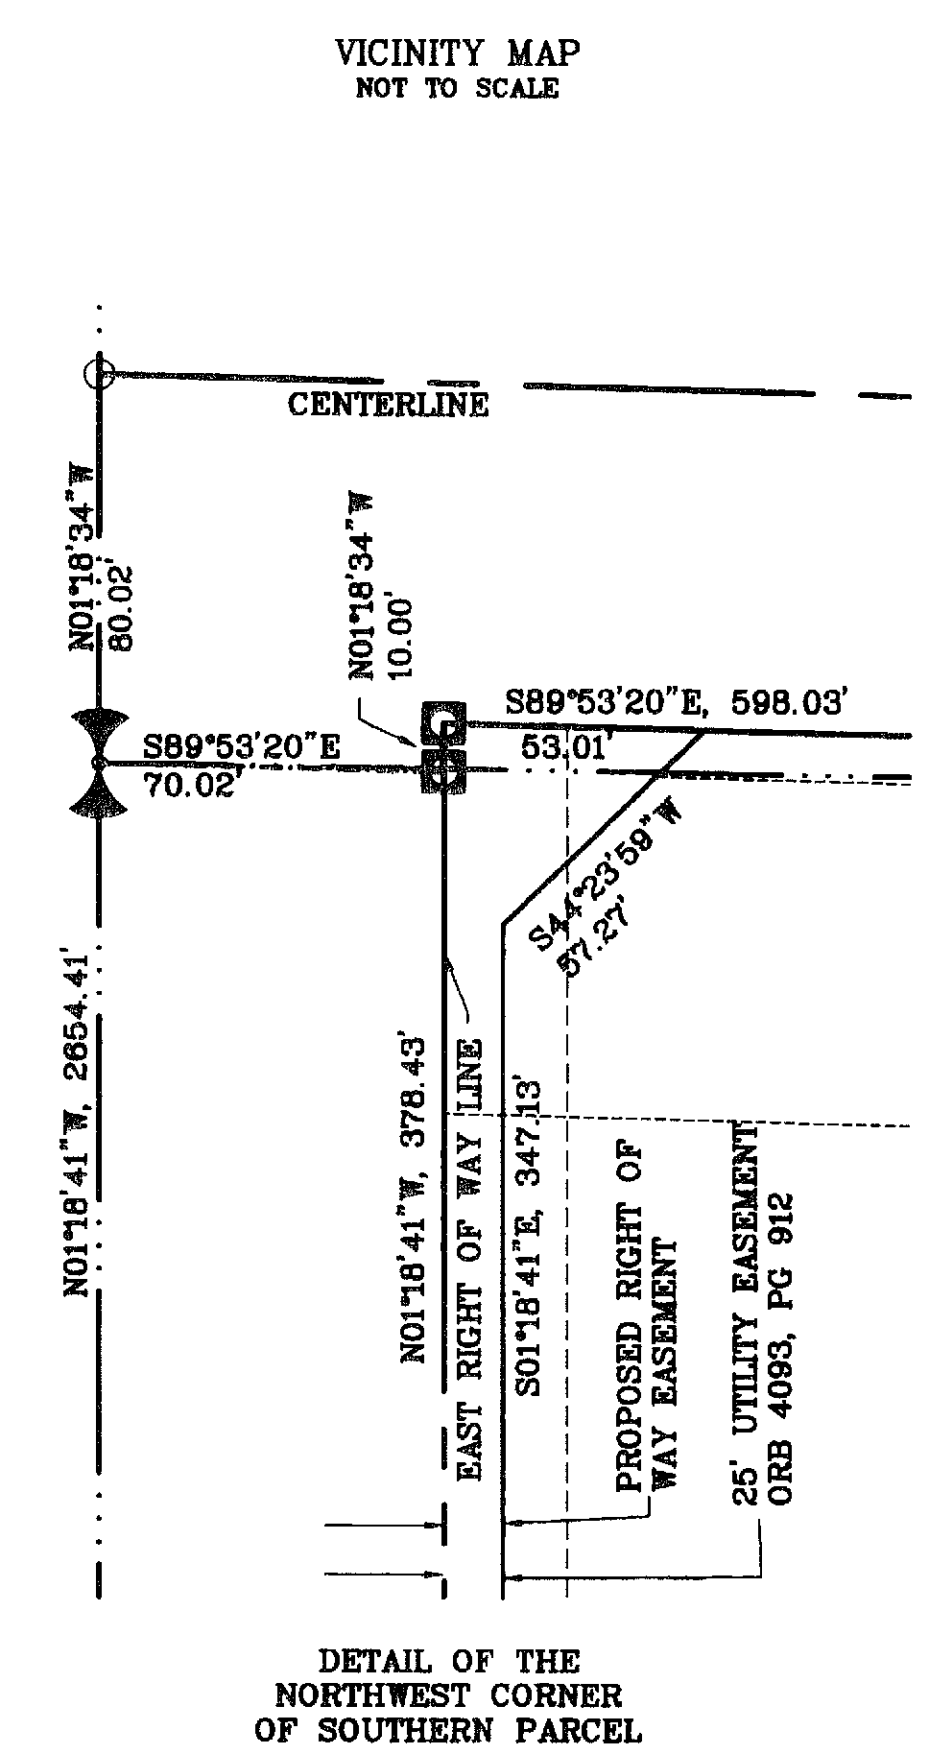 VICINITY MAP
NOT TO SCALE
CENTERLINE
N01°18'34"W
80.02'
N01°18'34"W
10.00'
S89°53'20"E, 598.03'
53.01'
S89°53'20"E
70.02'
S44°23'59"W
57.27'
N01°18'41"W, 2654.41'
N01°18'41"W, 378.43'
EAST RIGHT OF WAY LINE
S01°18'41"E, 347.13'
PROPOSED RIGHT OF
WAY EASEMENT
25' UTILITY EASEMENT
ORB 4093, PG 912
DETAIL OF THE
NORTHWEST CORNER
OF SOUTHERN PARCEL